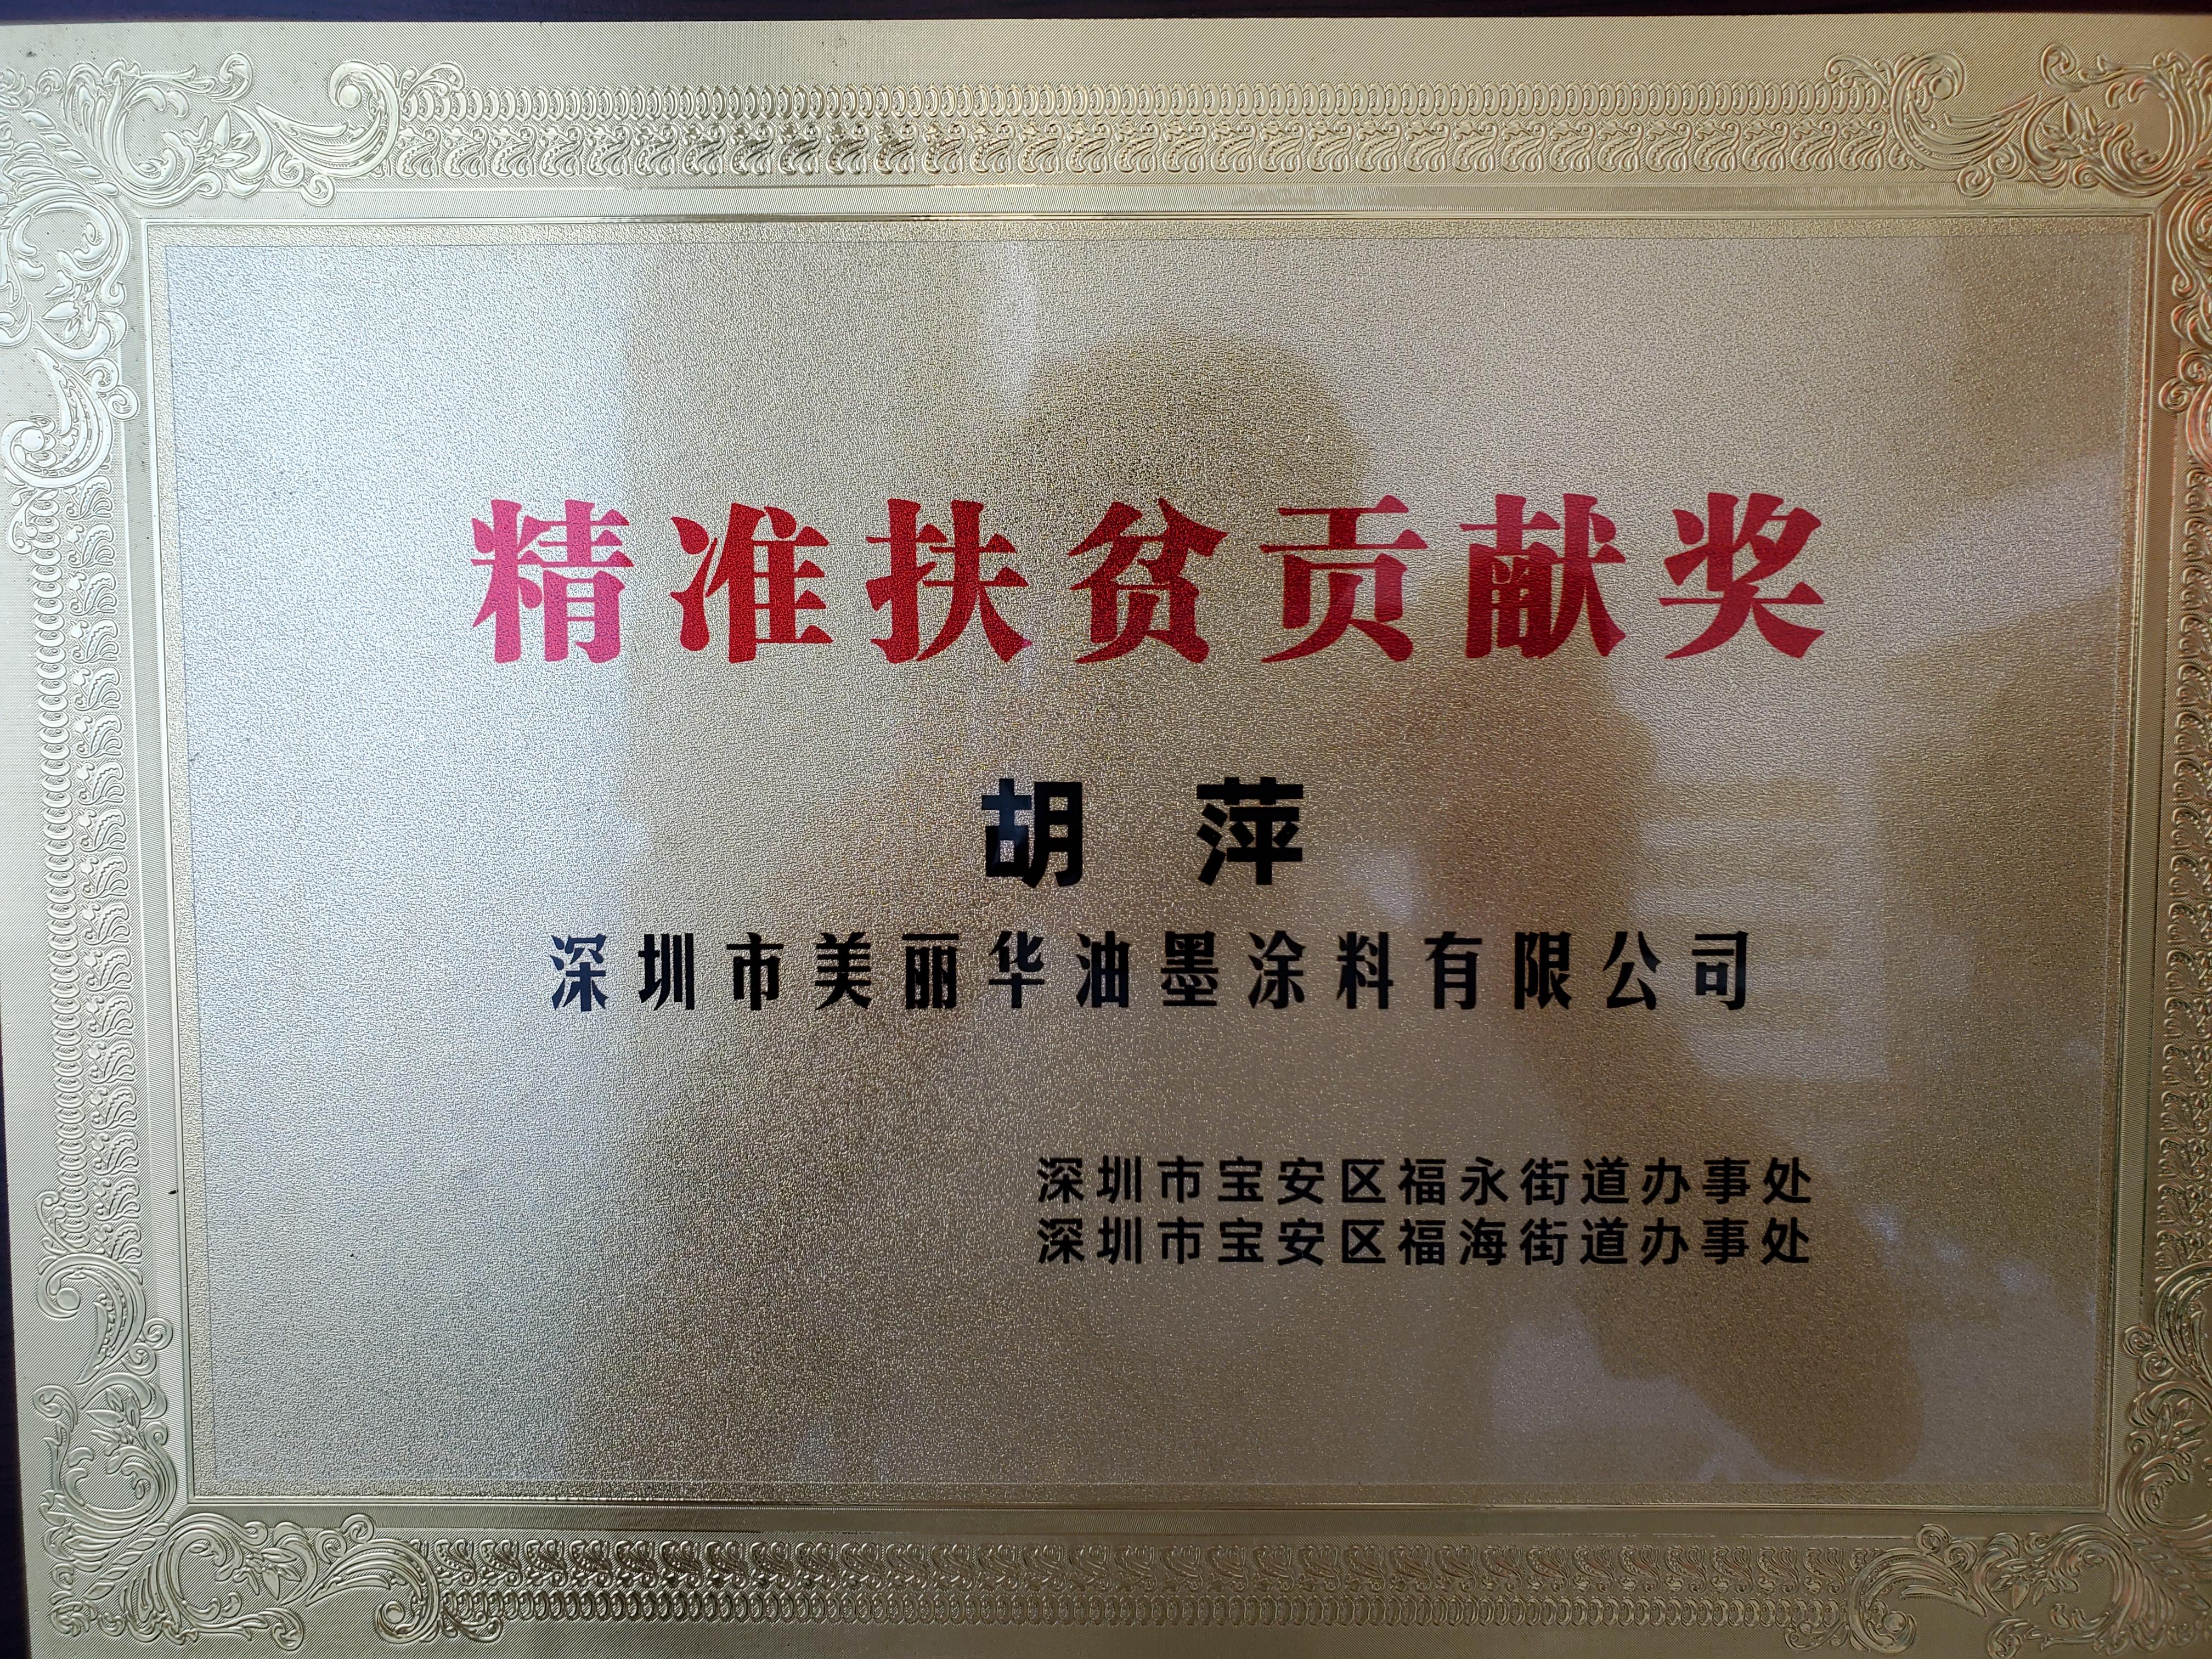 精准扶贫贡献奖
胡 萍
深圳市美丽华油墨涂料有限公司
深圳市宝安区福永街道办事处
深圳市宝安区福海街道办事处